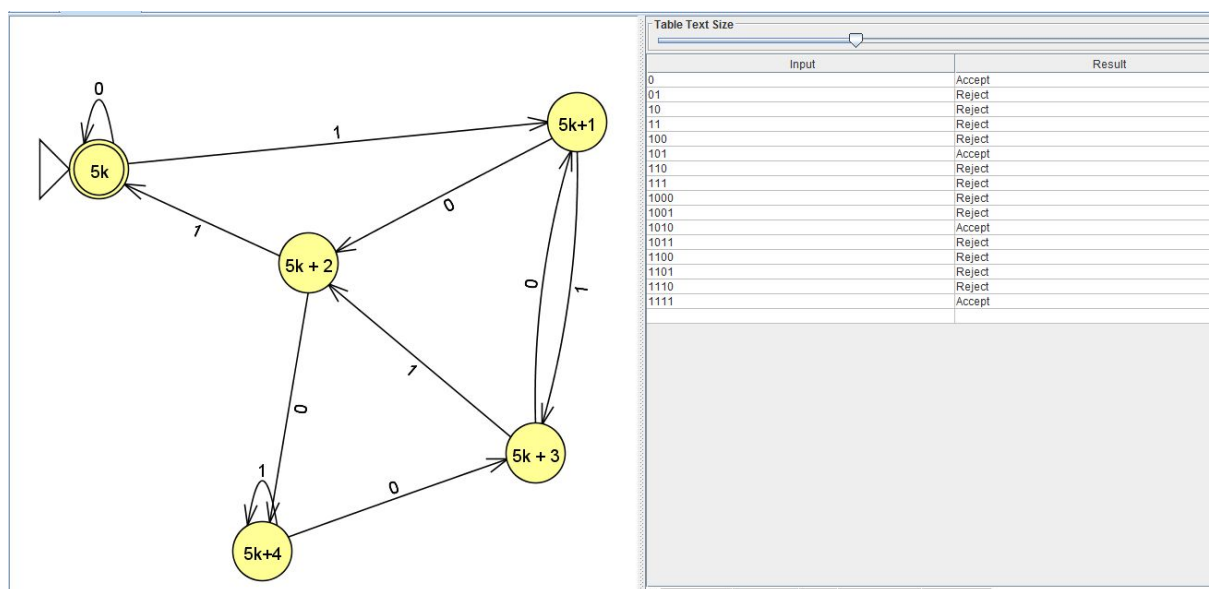 Table Text Size
Input Result
0 Accept
01 Reject
10 Reject
11 Reject
100 Reject
101 Accept
110 Reject
111 Reject
1000 Reject
1001 Reject
1010 Accept
1011 Reject
1100 Reject
1101 Reject
1110 Reject
1111 Accept
0
5k
1
5k+1
0
1
5k + 2
0
1
1
0
5k + 3
1
0
5k+4